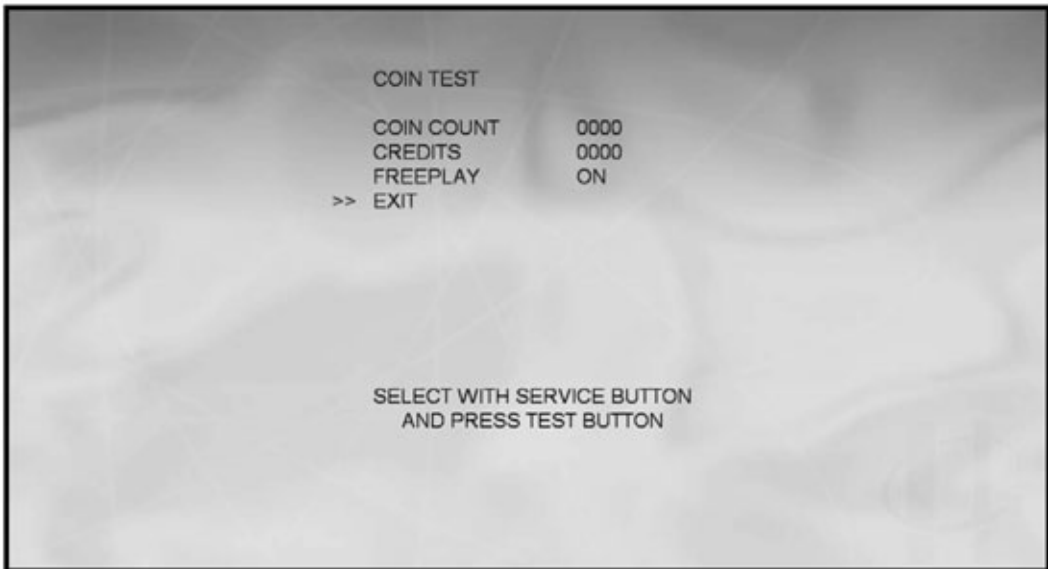 COIN TEST
COIN COUNT 0000
CREDITS 0000
FREEPLAY ON
>> EXIT
SELECT WITH SERVICE BUTTON
AND PRESS TEST BUTTON